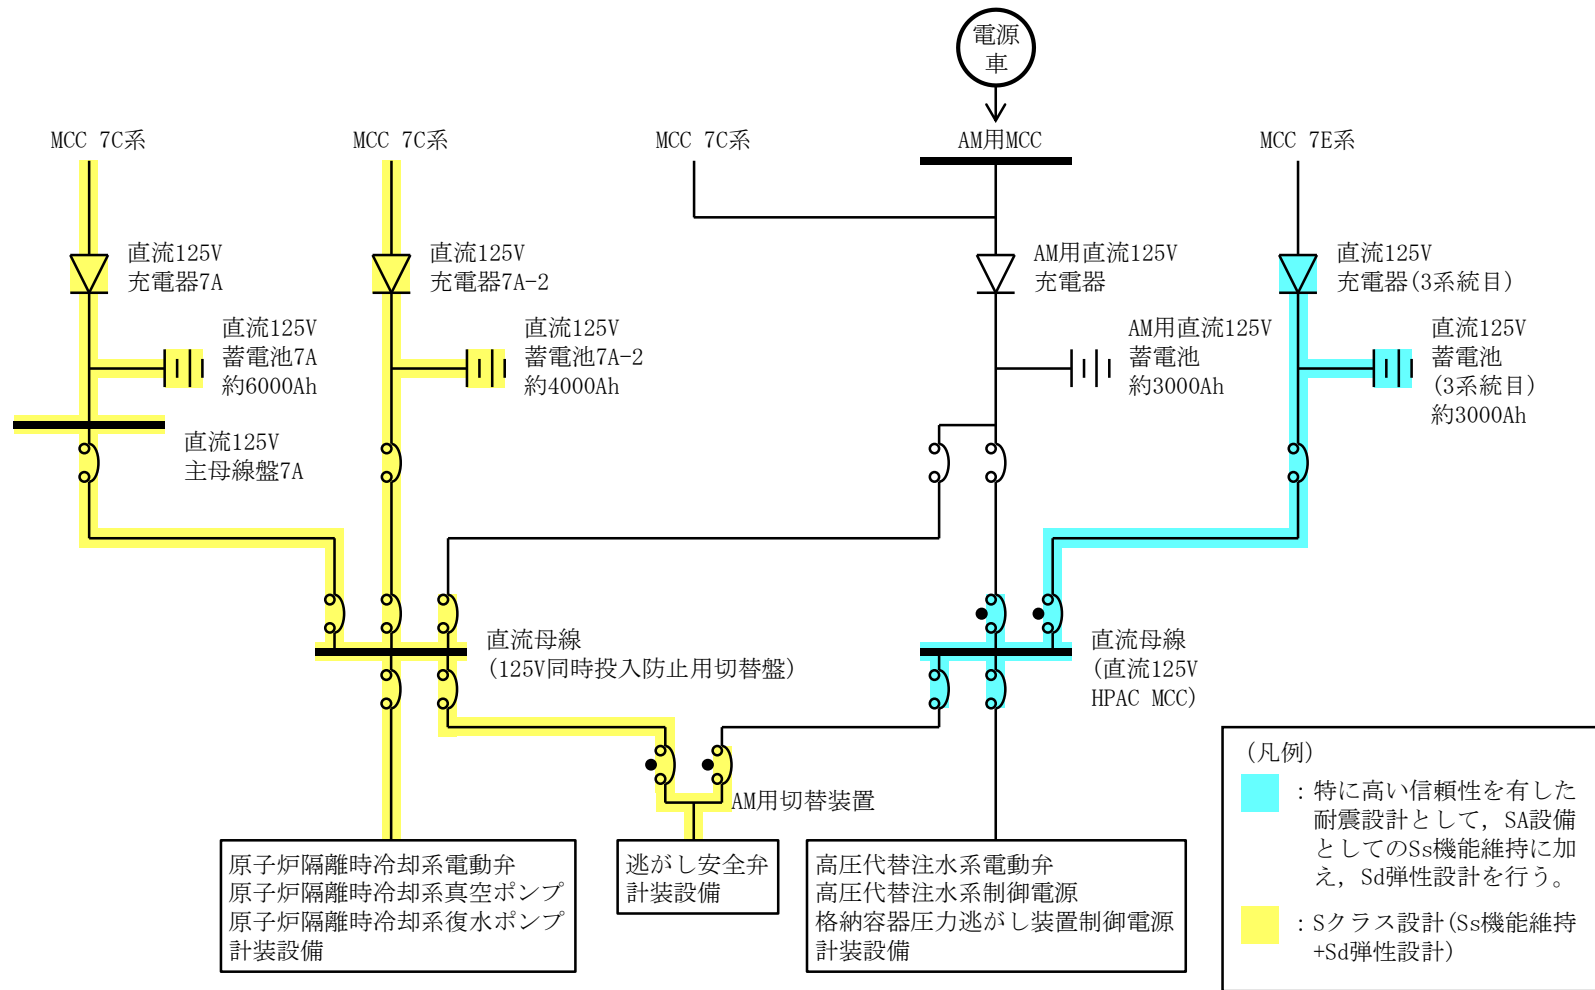 電源
車
MCC 7C系
MCC 7C系
MCC 7C系
AM用MCC
MCC 7E系
直流125V
充電器7A
直流125V
充電器7A-2
AM用直流125V
充電器
直流125V
充電器(3系統目)
直流125V
蓄電池7A
約6000Ah
直流125V
蓄電池7A-2
約4000Ah
AM用直流125V
蓄電池
約3000Ah
直流125V
蓄電池
(3系統目)
約3000Ah
直流125V
主母線盤7A
直流母線
(125V同時投入防止用切替盤)
直流母線
(直流125V
HPAC MCC)
AM用切替装置
原子炉隔離時冷却系電動弁
原子炉隔離時冷却系真空ポンプ
原子炉隔離時冷却系復水ポンプ
計装設備
逃がし安全弁
計装設備
高圧代替注水系電動弁
高圧代替注水系制御電源
格納容器圧力逃がし装置制御電源
計装設備
(凡例)
：特に高い信頼性を有した
耐震設計として，SA設備
としてのSs機能維持に加
え，Sd弾性設計を行う。
：Sクラス設計(Ss機能維持
+Sd弾性設計)